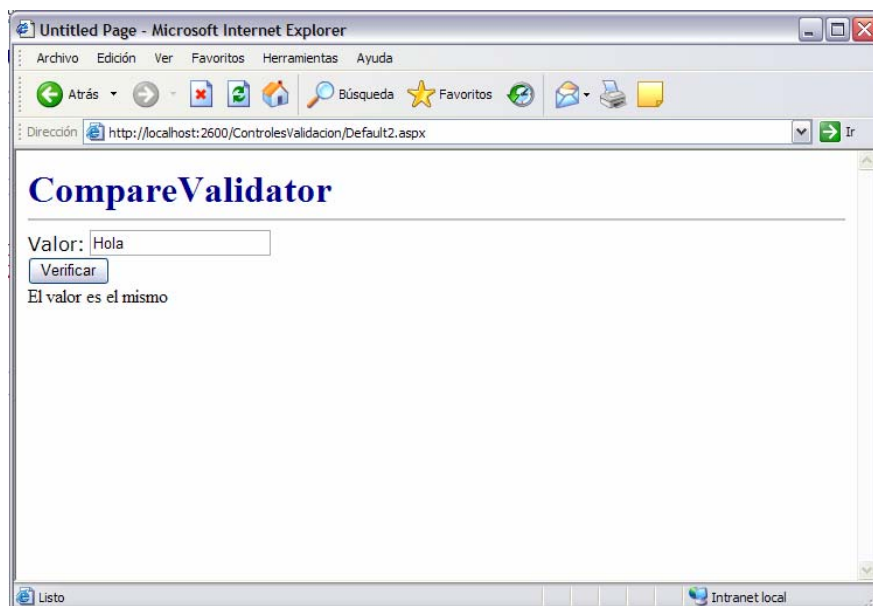 Untitled Page - Microsoft Internet Explorer
Archivo Edición Ver Favoritos Herramientas Ayuda
Atrás Búsqueda Favoritos
Dirección http://localhost:2600/ControlesValidacion/Default2.aspx Ir
CompareValidator
Valor: Hola
Verificar
El valor es el mismo
Listo Intranet local